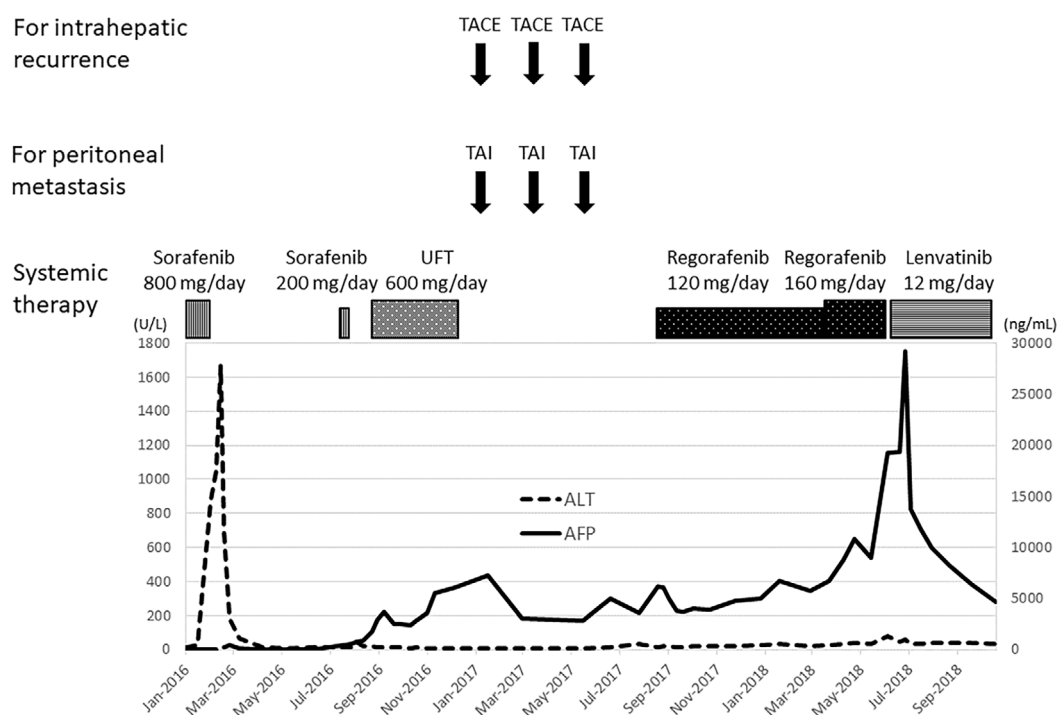 For intrahepatic
recurrence
TACE TACE TACE
For peritoneal
metastasis
TAI TAI TAI
Systemic
therapy
Sorafenib
800 mg/day
Sorafenib
200 mg/day
UFT
600 mg/day
Regorafenib
120 mg/day
Regorafenib
160 mg/day
Lenvatinib
12 mg/day
(U/L)
(ng/mL)
1800
1600
1400
1200
1000
800
600
400
200
0
30000
25000
20000
15000
10000
5000
0
ALT
AFP
Jan-2016
Mar-2016
May-2016
Jul-2016
Sep-2016
Nov-2016
Jan-2017
Mar-2017
May-2017
Jul-2017
Sep-2017
Nov-2017
Jan-2018
Mar-2018
May-2018
Jul-2018
Sep-2018